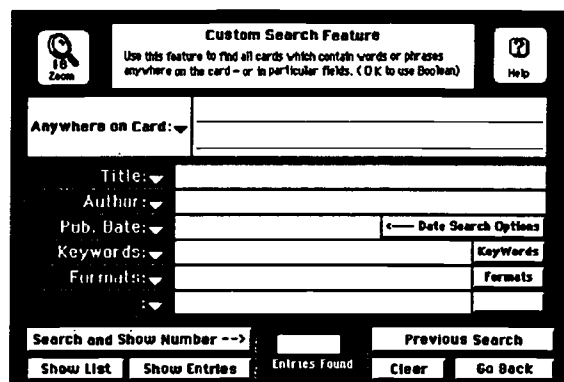 Custom Search Feature
Use this feature to find all cards which contain words or phrases
anywhere on the card - or in particular fields. (OK to use Boolean)
18
Zoom
Help
Anywhere on Card:
Title:
Author:
Pub. Date:
<— Date Search Options
Keywords:
KeyWords
Formats:
Formats
:
Search and Show Number -->
Entries Found
Previous Search
Show List
Show Entries
Clear
Go Back